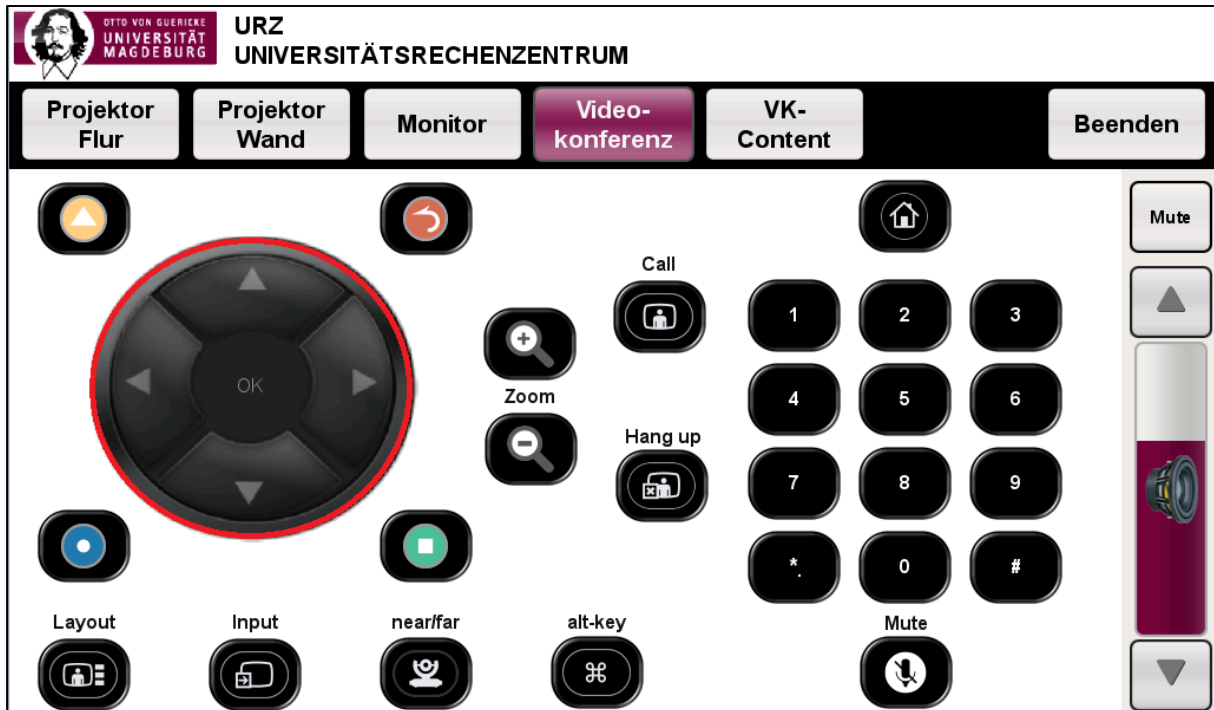 OTTO VON GUERICKE
UNIVERSITÄT
MAGDEBURG
URZ
UNIVERSITÄTSRECHENZENTRUM
Projektor
Flur
Projektor
Wand
Monitor
Video-
konferenz
VK-
Content
Beenden
Mute
Call
1 2 3
OK
Zoom
4 5 6
Hang up
7 8 9
*. 0 #
Layout
Input
near/far
alt-key
Mute